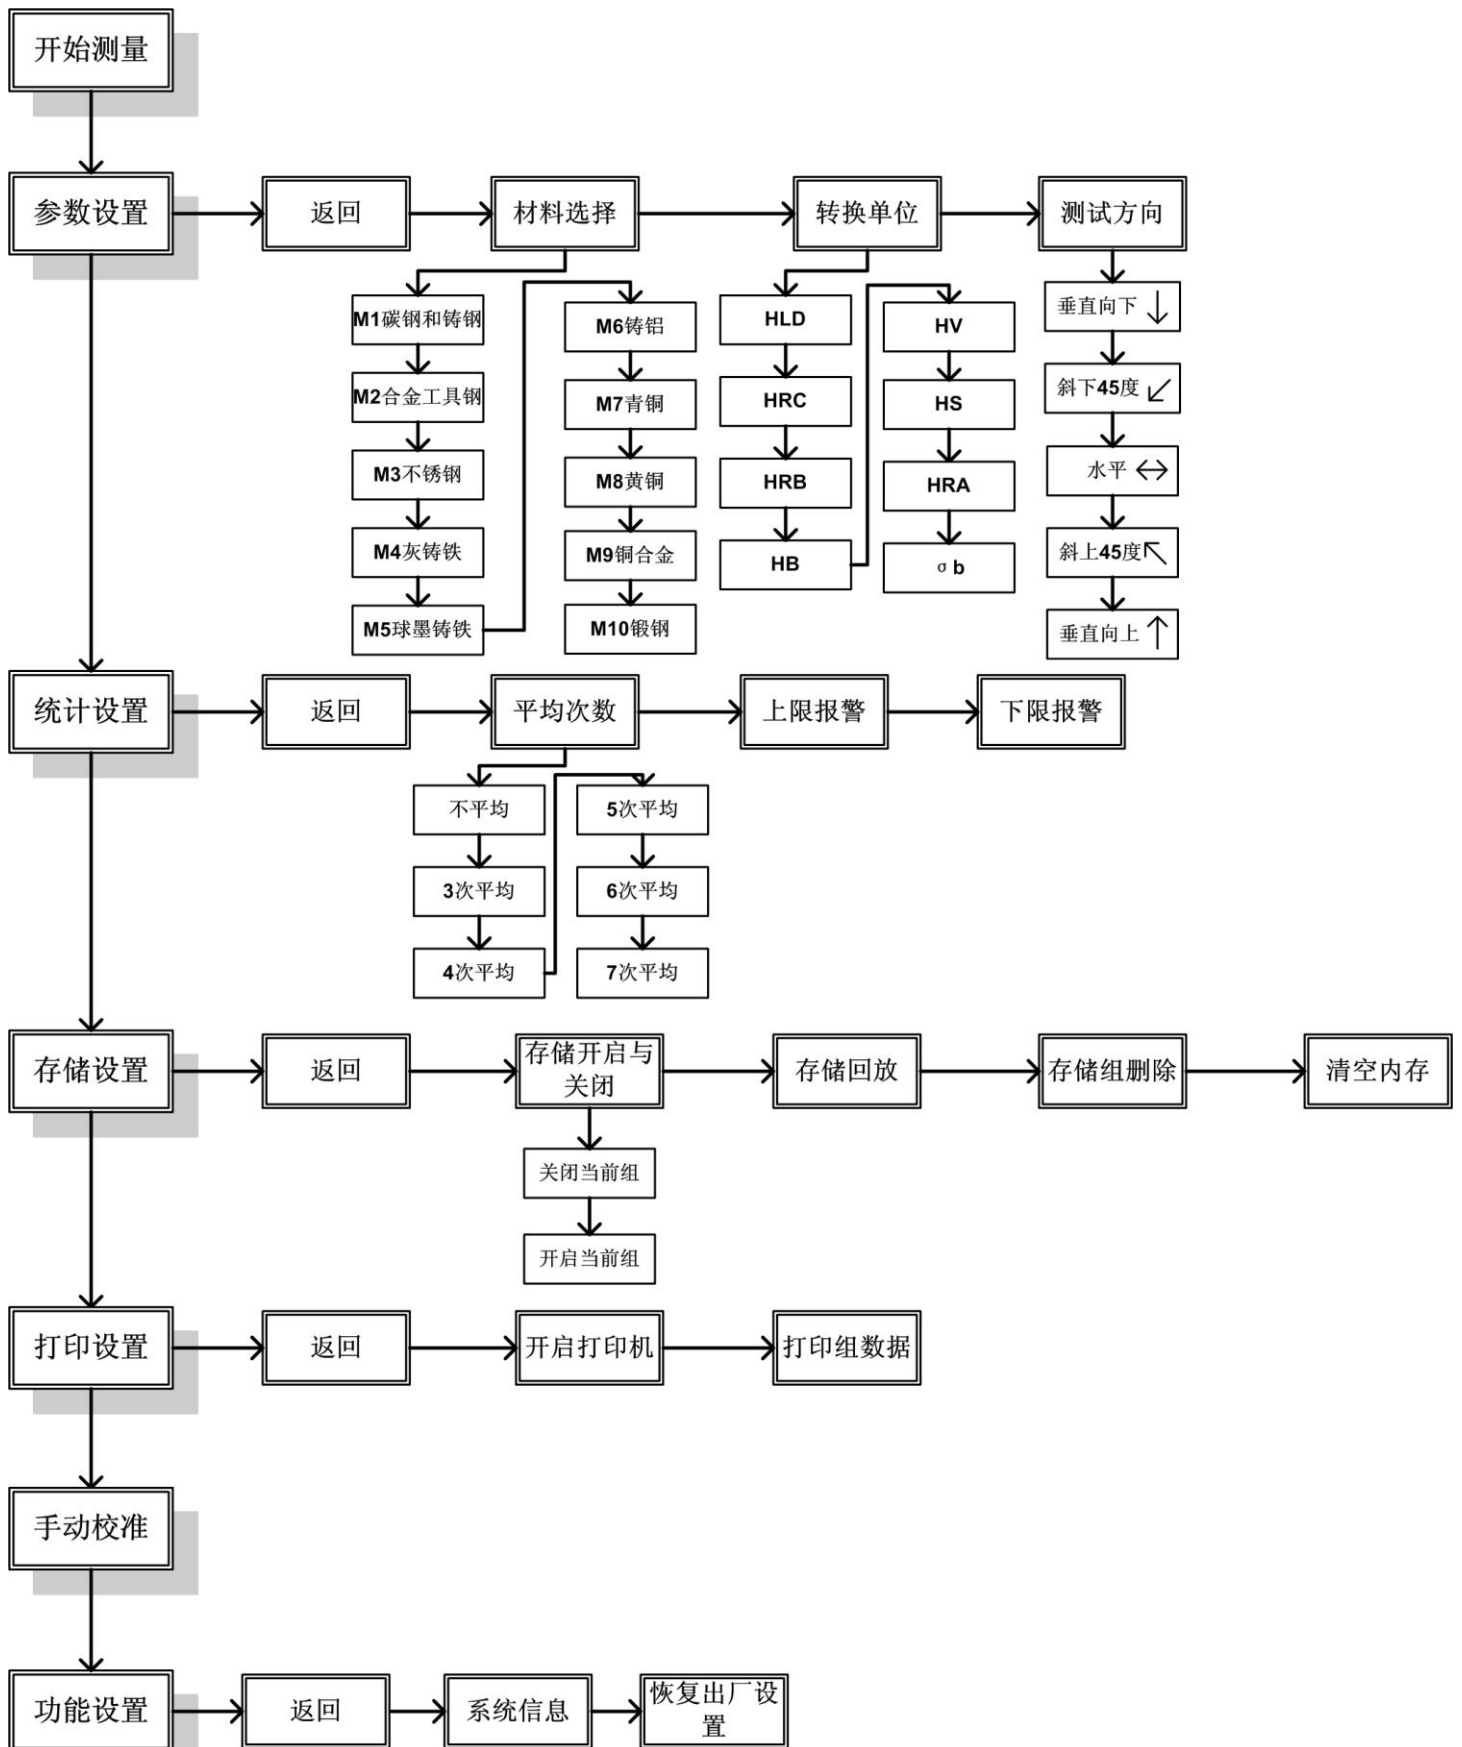 开始测量
参数设置
返回
材料选择
转换单位
测试方向
M1碳钢和铸钢
M2合金工具钢
M3不锈钢
M4灰铸铁
M5球墨铸铁
M6铸铝
M7青铜
M8黄铜
M9铜合金
M10锻钢
HLD
HRC
HRB
HB
HV
HS
HRA
σ b
垂直向下 ↓
斜下45度 ↙
水平 ↔
斜上45度 ↖
垂直向上 ↑
统计设置
返回
平均次数
上限报警
下限报警
不平均
3次平均
4次平均
5次平均
6次平均
7次平均
存储设置
返回
存储开启与
关闭
存储回放
存储组删除
清空内存
关闭当前组
开启当前组
打印设置
返回
开启打印机
打印组数据
手动校准
功能设置
返回
系统信息
恢复出厂设
置